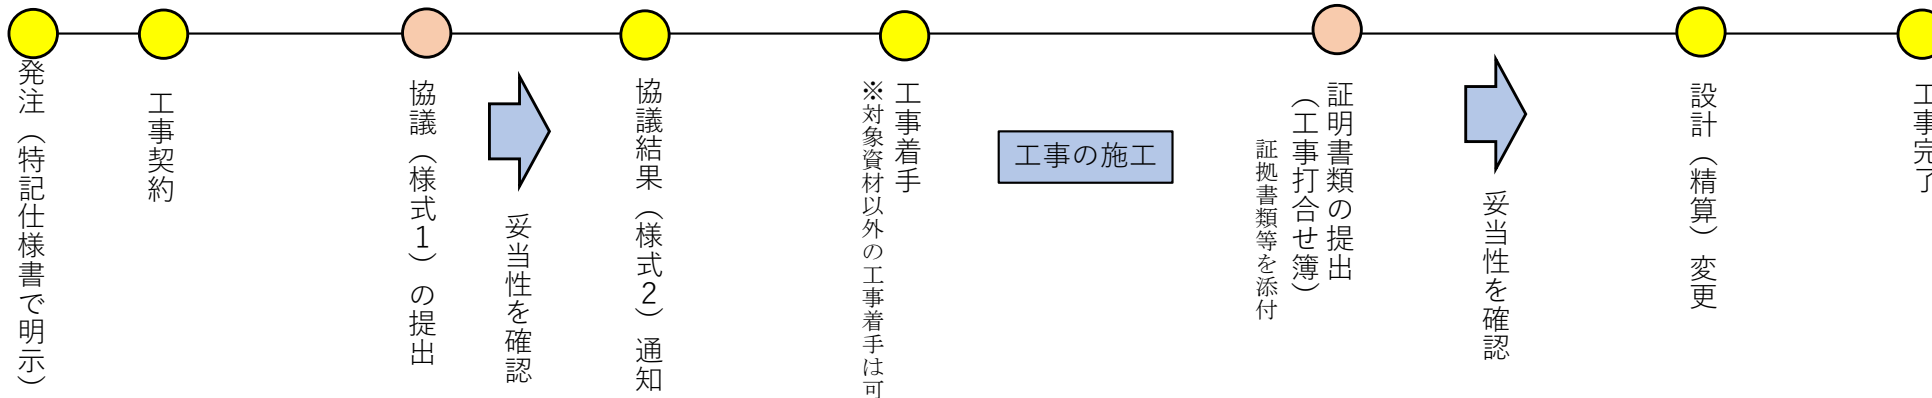 発注（特記仕様書で明示）
工事契約
協議（様式１）の提出
妥当性を確認
協議結果（様式２）通知
工事着手
※対象資材以外の工事着手は可
工事の施工
証明書類の提出
（工事打合せ簿）
証拠書類等を添付
妥当性を確認
設計（精算）変更
工事完了